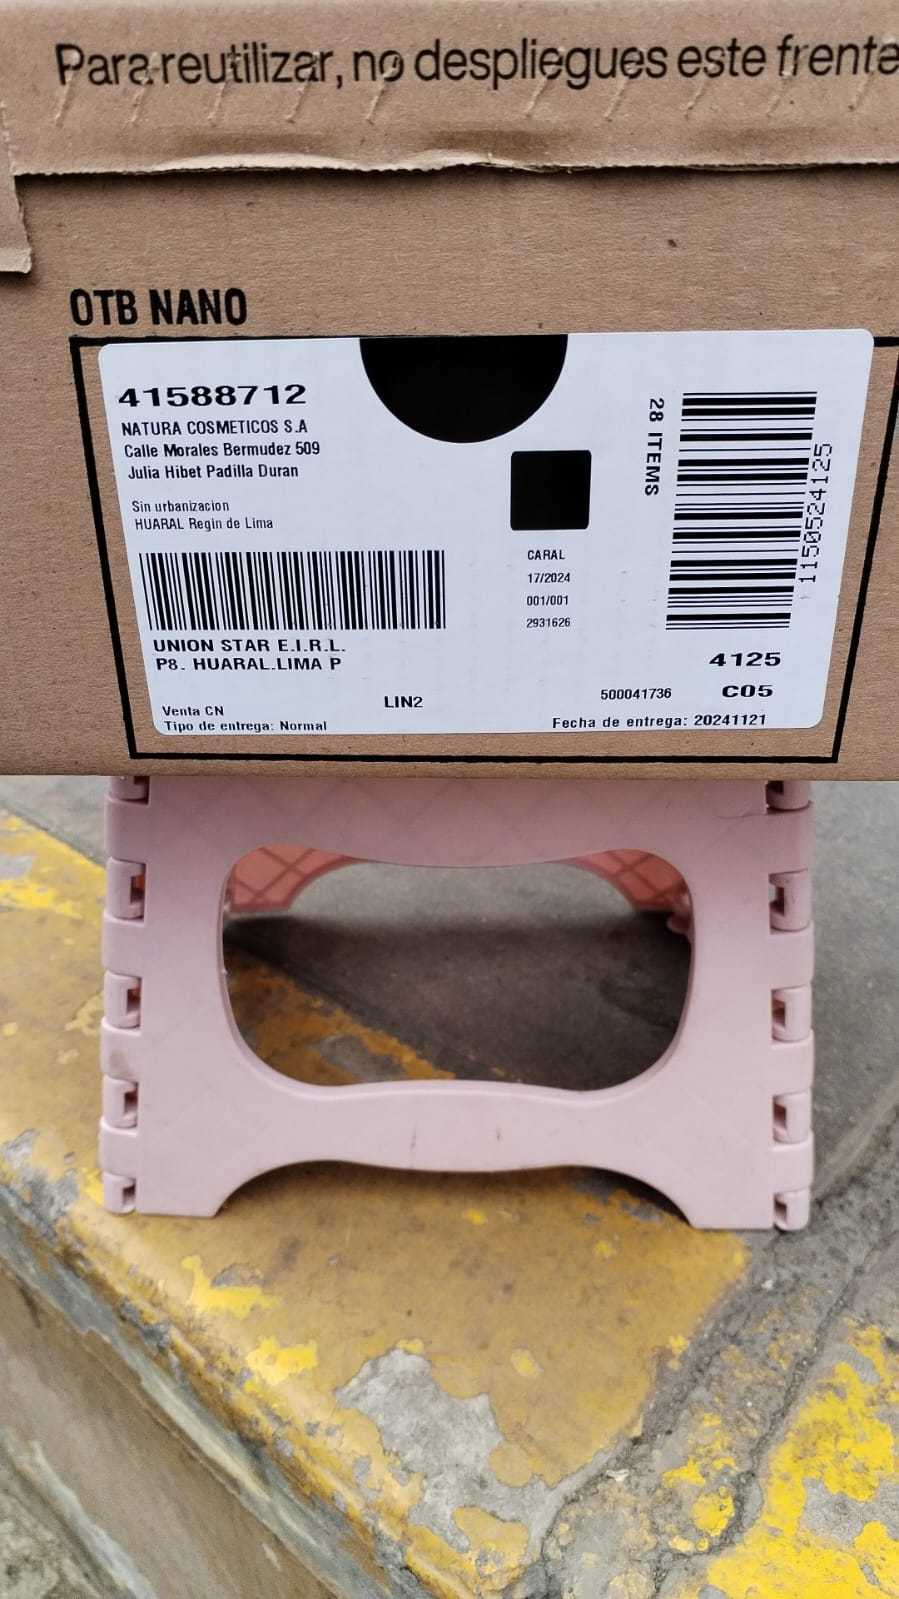 Para reutilizar, no despliegues este frente
OTB NANO
41588712
NATURA COSMETICOS S.A
Calle Morales Bermudez 509
Julia Hibet Padilla Duran
Sin urbanizacion
HUARAL Regin de Lima
UNION STAR E.I.R.L.
P8. HUARAL.LIMA P
Venta CN
Tipo de entrega: Normal
LIN2
CARAL
17/2024
001/001
2931626
28 ITEMS
1150524125
4125
500041736
C05
Fecha de entrega: 20241121